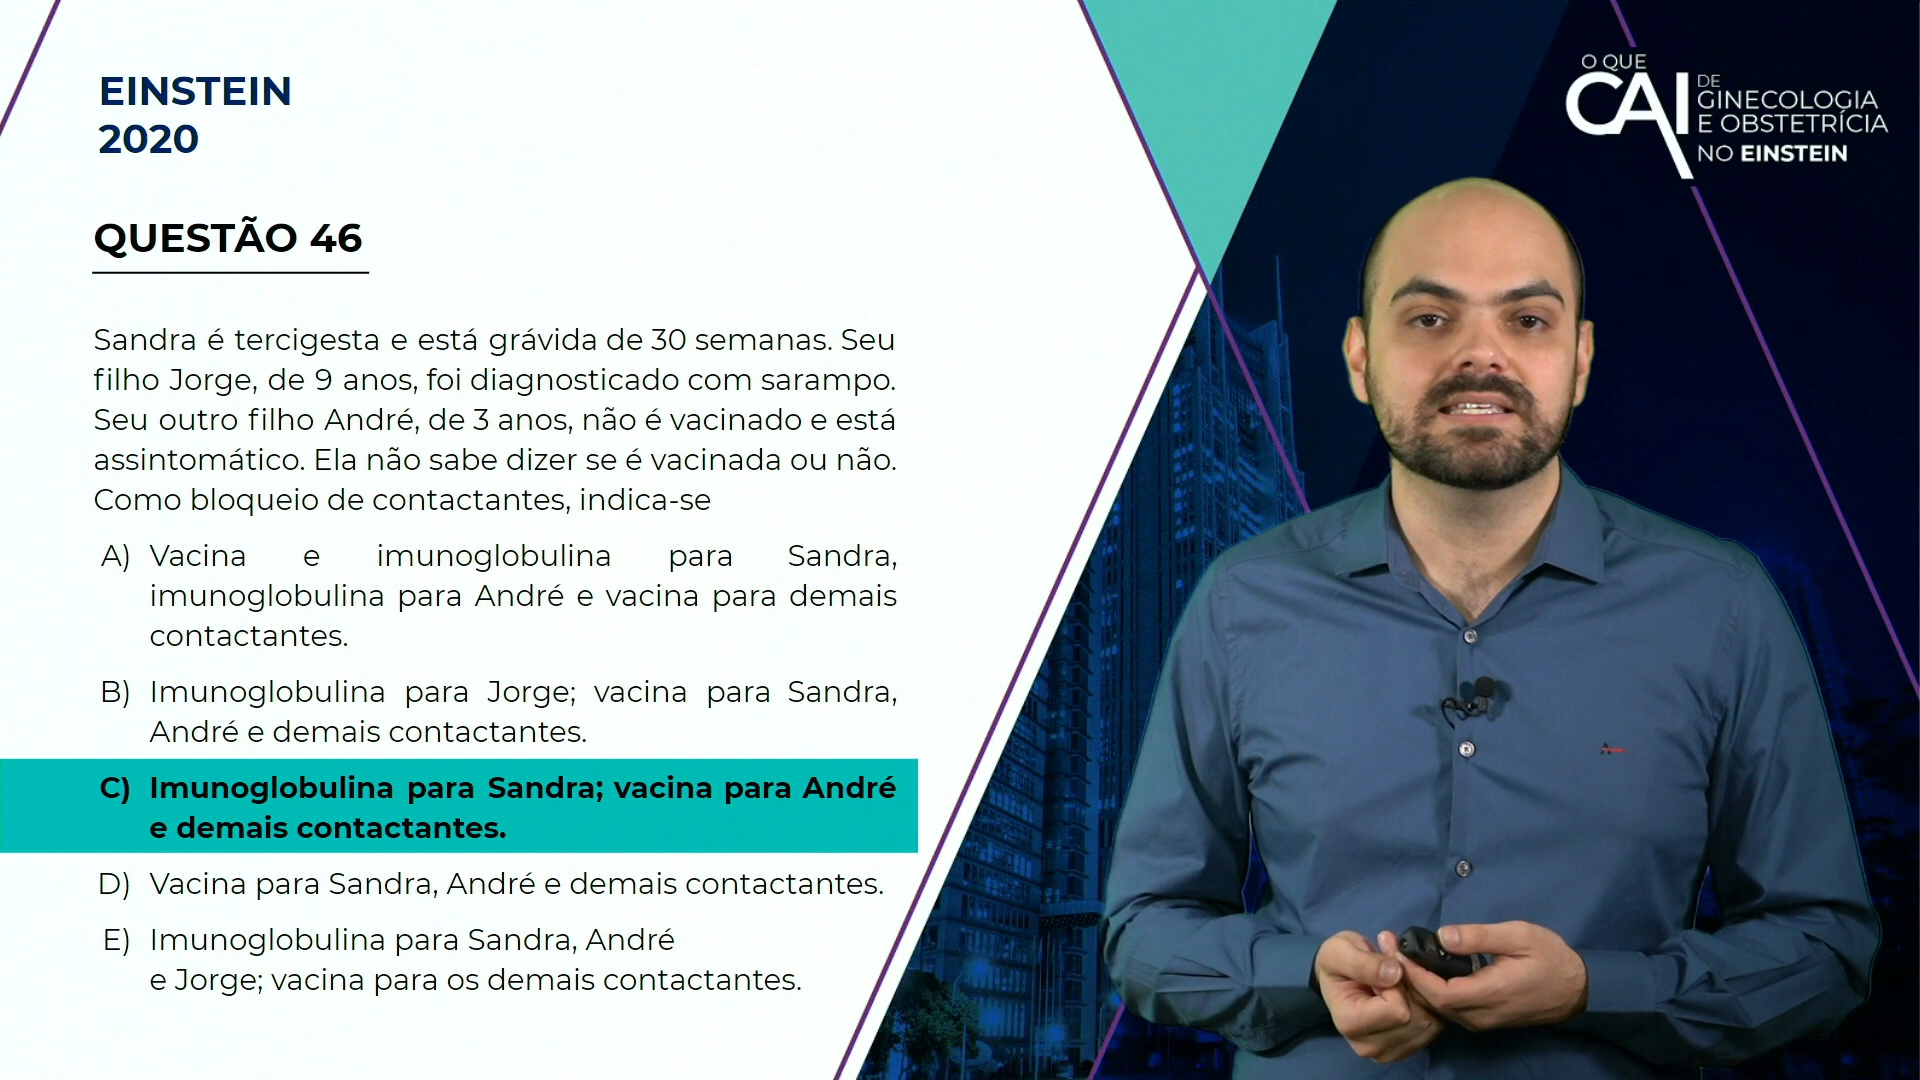 EINSTEIN
2020
QUESTÃO 46
Sandra é tercigesta e está grávida de 30 semanas. Seu
filho Jorge, de 9 anos, foi diagnosticado com sarampo.
Seu outro filho André, de 3 anos, não é vacinado e está
assintomático. Ela não sabe dizer se é vacinada ou não.
Como bloqueio de contactantes, indica-se
A) Vacina e imunoglobulina para Sandra,
imunoglobulina para André e vacina para demais
contactantes.
B) Imunoglobulina para Jorge; vacina para Sandra,
André e demais contactantes.
C) Imunoglobulina para Sandra; vacina para André
e demais contactantes.
D) Vacina para Sandra, André e demais contactantes.
E) Imunoglobulina para Sandra, André
e Jorge; vacina para os demais contactantes.
O QUE
CAI
DE
GINECOLOGIA
E OBSTETRÍCIA
NO EINSTEIN